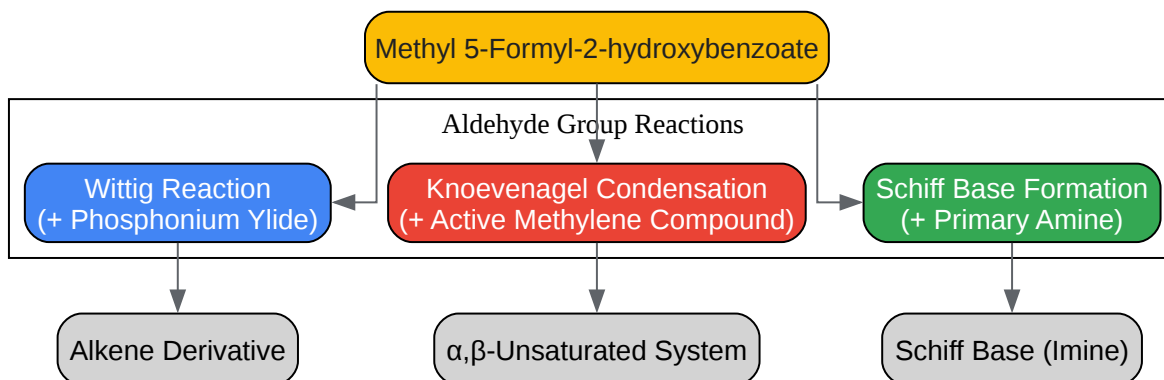 Methyl 5-Formyl-2-hydroxybenzoate
Aldehyde Group Reactions
Wittig Reaction
(+ Phosphonium Ylide)
Knoevenagel Condensation
(+ Active Methylene Compound)
Schiff Base Formation
(+ Primary Amine)
Alkene Derivative
α,β-Unsaturated System
Schiff Base (Imine)